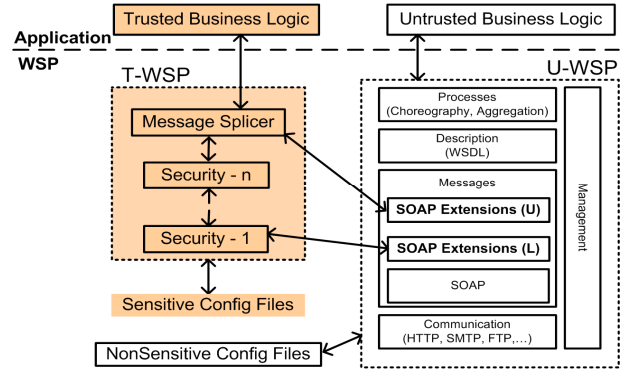 Trusted Business Logic
Untrusted Business Logic
Application
WSP
T-WSP
U-WSP
Message Splicer
Security - n
Security - 1
Sensitive Config Files
NonSensitive Config Files
Processes
(Choreography, Aggregation)
Description
(WSDL)
Messages
SOAP Extensions (U)
SOAP Extensions (L)
SOAP
Communication
(HTTP, SMTP, FTP,...)
Management